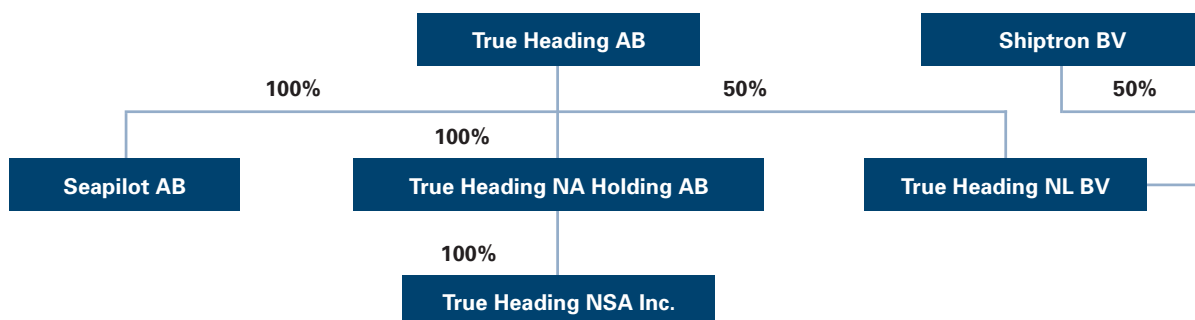 True Heading AB
Shiptron BV
100%
50%
50%
100%
Seapilot AB
True Heading NA Holding AB
True Heading NL BV
100%
True Heading NSA Inc.